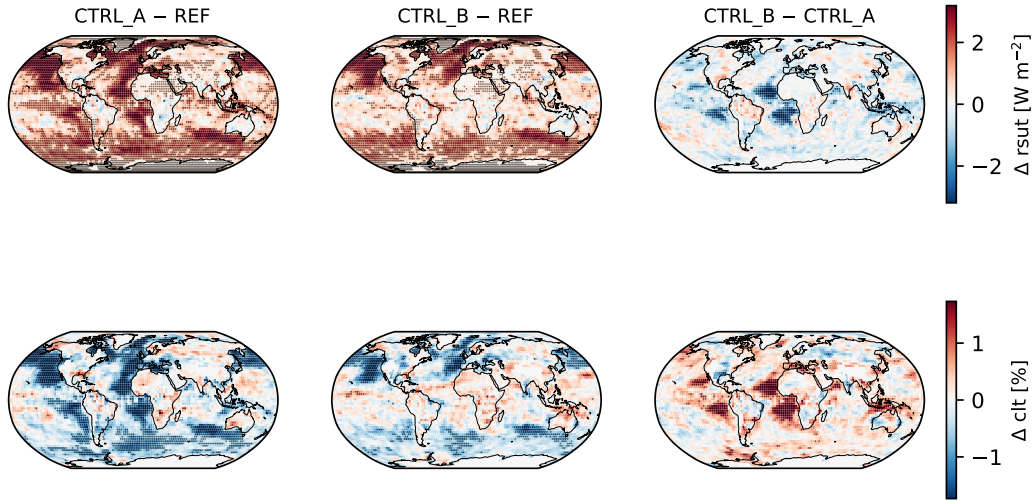 CTRL_A − REF
CTRL_B − REF
CTRL_B − CTRL_A
2
0
−2
Δ rsut [W m⁻²]
1
0
−1
Δ clt [%]